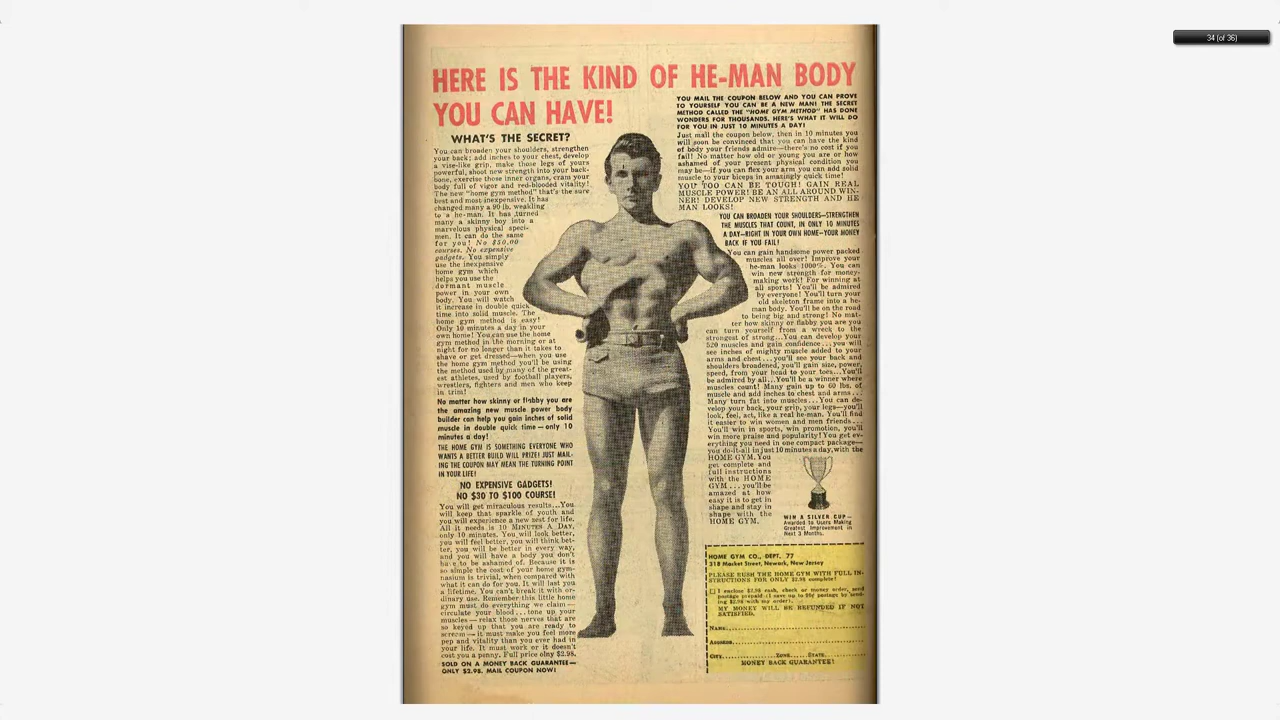 34 (of 36)
HERE IS THE KIND OF HE-MAN BODY
YOU CAN HAVE!
WHAT'S THE SECRET?
You can broaden your shoulders, strengthen
your back; add inches to your chest, develop
a vise-like grip, make those legs of yours
powerful, shoot new strength into your back-
bone, exercise those inner organs, cram your
body full of vigor and red-blooded vitality!
The new "home gym method" that's the sure
best and most inexpensive. It has
changed many a 90 lb. weakling
to a he-man. It has turned
many a skinny boy into a
marvelous physical speci-
men. It can do the same
for you! No $50.00
courses. No expensive
gadgets. You simply
use the inexpensive
home gym which
helps you use the
dormant muscle
power in your own
body. You will watch
it increase in double quick
time into solid muscle. The
home gym method is easy!
Only 10 minutes a day in your
own home! You can use the home
gym method in the morning or at
night for no longer than it takes to
shave or get dressed—when you use
the home gym method you'll be using
the method used by many of the great-
est athletes, used by football players,
wrestlers, fighters and men who keep
in trim!
No matter how skinny or flabby you are
the amazing new muscle power body
builder can help you gain inches of solid
muscle in double quick time—only 10
minutes a day!
THE HOME GYM IS SOMETHING EVERYONE WHO
WANTS A BETTER BUILD WILL PRIZE! JUST MAIL-
ING THE COUPON MAY MEAN THE TURNING POINT
IN YOUR LIFE!
NO EXPENSIVE GADGETS!
NO $30 TO $100 COURSE!
You will get miraculous results...You
will keep that sparkle of youth and
you will experience a new zest for life.
All it needs is 10 MINUTES A DAY,
only 10 minutes. You will look better,
you will feel better, you will think bet-
ter, you will be better in every way,
and you will have a body you don't
have to be ashamed of. Because it is
so simple the cost of your home gym-
nasium is trivial, when compared with
what it can do for you. It will last you
a lifetime. You can't break it with or-
dinary use. Remember this little home
gym must do everything we claim—
circulate your blood...tone up your
muscles—relax those nerves that are
so keyed up that you are ready to
scream—it must make you feel more
pep and vitality than you ever had in
your life. It must work or it doesn't
cost you a penny. Full price olny $2.98.
SOLD ON A MONEY BACK GUARANTEE—
ONLY $2.98. MAIL COUPON NOW!
YOU MAIL THE COUPON BELOW AND YOU CAN PROVE
TO YOURSELF YOU CAN BE A NEW MAN! THE SECRET
METHOD CALLED THE "HOME GYM METHOD" HAS DONE
WONDERS FOR THOUSANDS. HERE'S WHAT IT WILL DO
FOR YOU IN JUST 10 MINUTES A DAY!
Just mail the coupon below, then in 10 minutes you
will soon be convinced that you can have the kind
of body your friends admire—there's no cost if you
fail! No matter how old or young you are or how
ashamed of your present physical condition you
may be—if you can flex your arm you can add solid
muscle to your biceps in amazingly quick time!
YOU TOO CAN BE TOUGH! GAIN REAL
MUSCLE POWER! BE AN ALL AROUND WIN-
NER! DEVELOP NEW STRENGTH AND HE
MAN LOOKS!
YOU CAN BROADEN YOUR SHOULDERS—STRENGTHEN
THE MUSCLES THAT COUNT, IN ONLY 10 MINUTES
A DAY—RIGHT IN YOUR OWN HOME—YOUR MONEY
BACK IF YOU FAIL!
You can gain handsome power packed
muscles all over! Improve your
he-man looks 1000%. You can
win new strength for money-
making work! For winning at
all sports! You'll be admired
by everyone! You'll turn your
old skeleton frame into a he-
man body. You'll be on the road
to being big and strong! No mat-
ter how skinny or flabby you are you
can turn yourself from a wreck to the
strongest of strong...You can develop your
520 muscles and gain confidence...you will
see inches of mighty muscle added to your
arms and chest...you'll see your back and
shoulders broadened, you'll gain size, power,
speed, from your head to your toes...You'll
be admired by all...You'll be a winner where
muscles count! Many gain up to 60 lbs. of
muscle and add inches to chest and arms...
Many turn fat into muscles...You can de-
velop your back, your grip, your legs—you'll
look, feel, act, like a real he-man. You'll find
it easier to win women and men friends...
You'll win in sports, win promotion, you'll
win more praise and popularity! You get ev-
erything you need in one compact package—
you do it all in just 10 minutes a day, with the
HOME GYM. You
get complete and
full instructions
with the HOME
GYM...you'll be
amazed at how
easy it is to get in
shape and stay in
shape with the
HOME GYM.
WIN A SILVER CUP—
Awarded to Users Making
Greatest Improvement in
Next 3 Months.
HOME GYM CO., DEPT. 77
318 Market Street, Newark, New Jersey
PLEASE RUSH THE HOME GYM WITH FULL IN-
STRUCTIONS FOR ONLY $2.98 complete!
I enclose $2.98 cash, check or money order, send
postage prepaid (I save up to postage by send-
ing $2.98 with my order).
MY MONEY WILL BE REFUNDED IF NOT
SATISFIED.
NAME
ADDRESS
CITY ZONE STATE
MONEY BACK GUARANTEE!